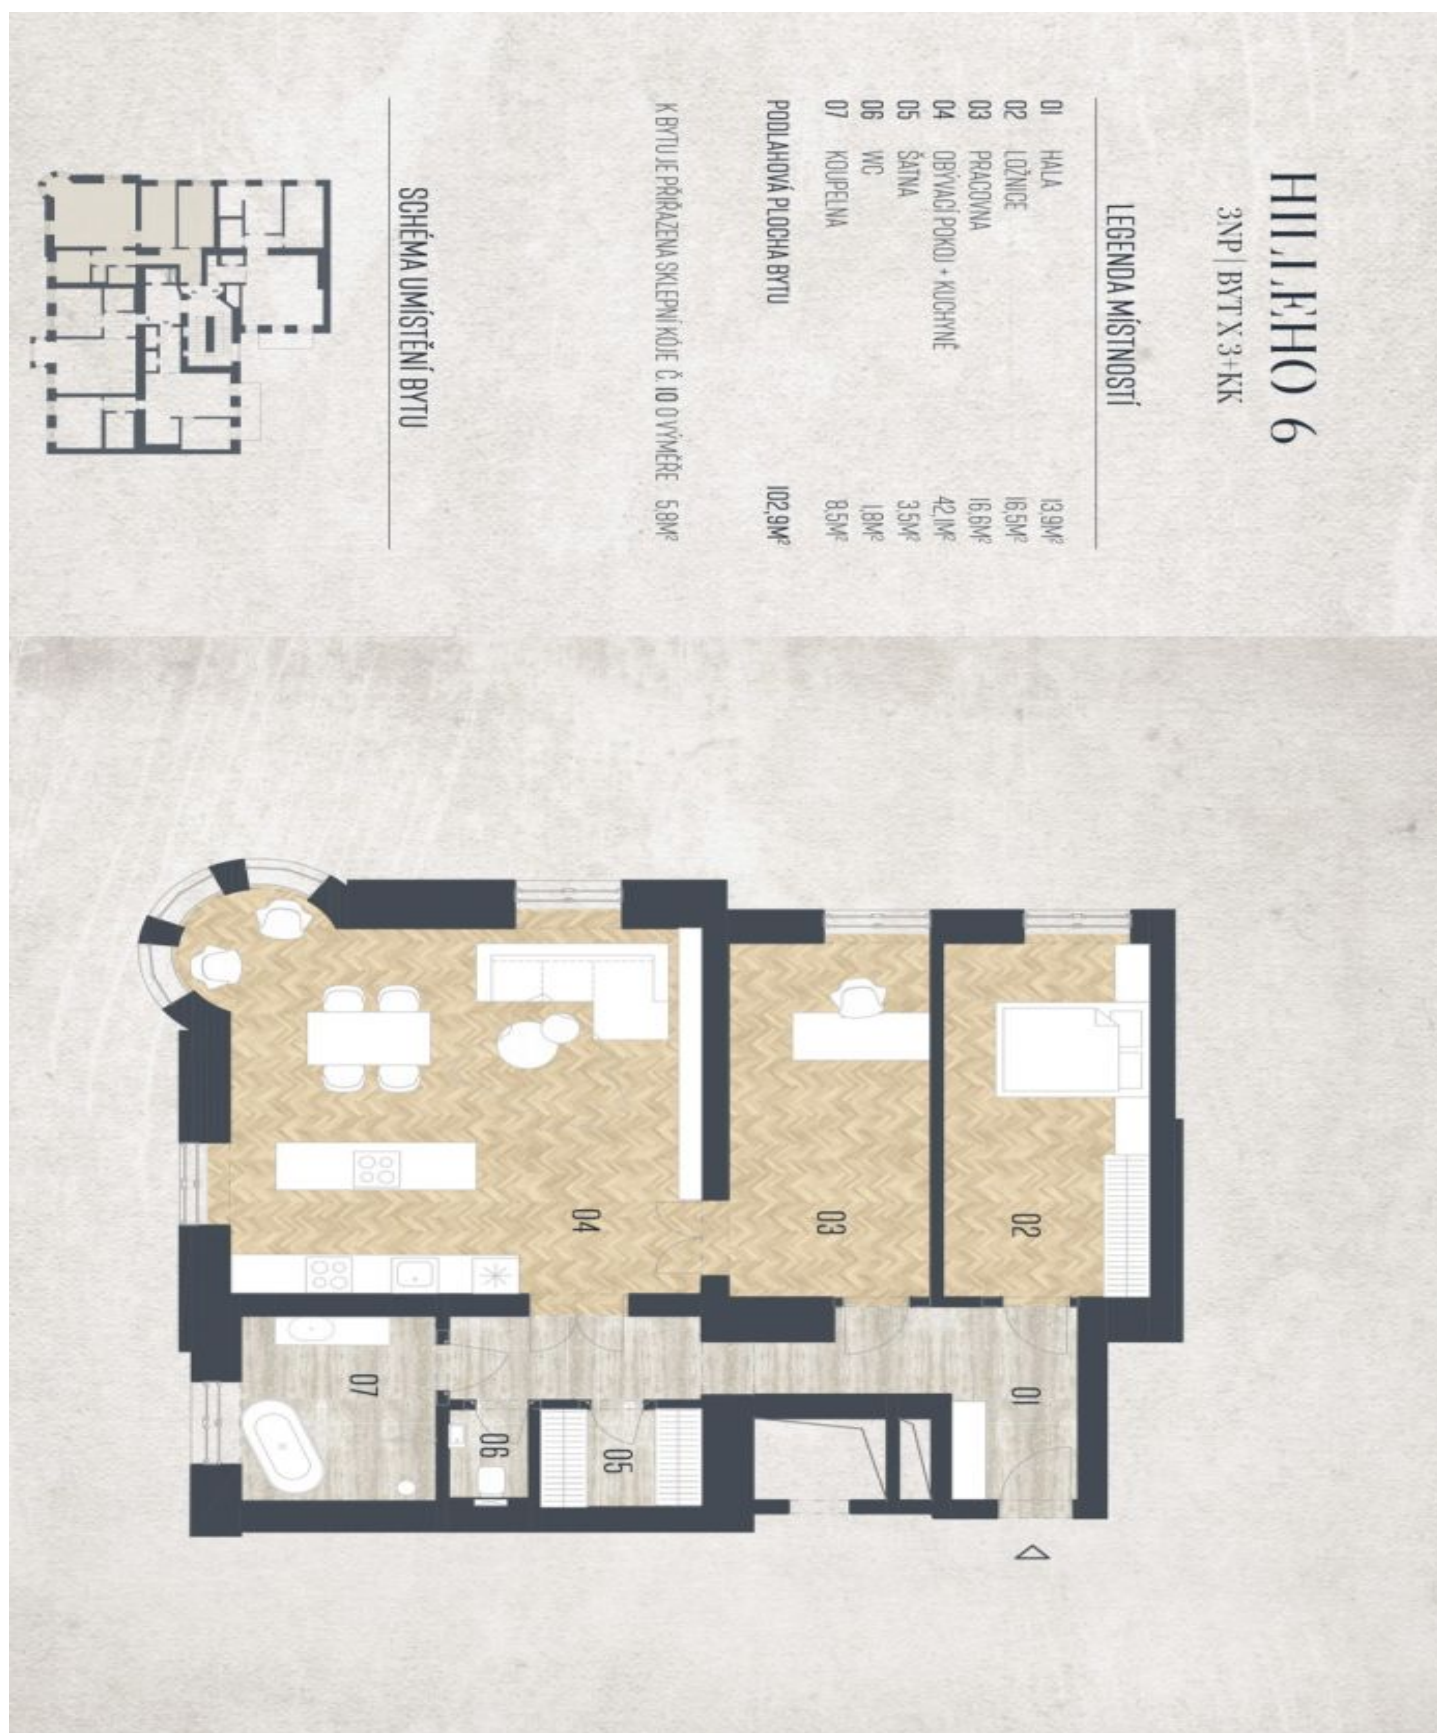 HILLEHO 6
3NP | BYT X 3+KK
LEGENDA MÍSTNOSTÍ
01 HALA 13,9M²
02 LOŽNICE 16,5M²
03 PRACOVNA 16,6M²
04 OBÝVACÍ POKOJ + KUCHYNĚ 42,1M²
05 ŠATNA 3,5M²
06 WC 1,8M²
07 KOUPELNA 8,5M²
PODLAHOVÁ PLOCHA BYTU 102,9M²
K BYTU JE PŘIŘAZENA SKLEPNÍ KÓJE Č. 10 O VÝMĚŘE 5,8M²
SCHÉMA UMÍSTĚNÍ BYTU
02
03
04
01
07
06
05